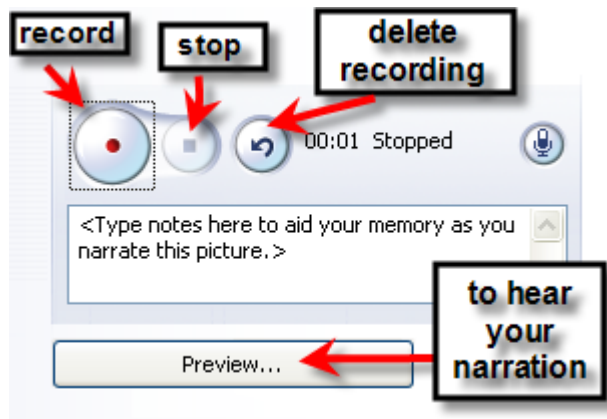 record
stop
delete
recording
00:01 Stopped
<Type notes here to aid your memory as you
narrate this picture.>
to hear
your
narration
Preview...